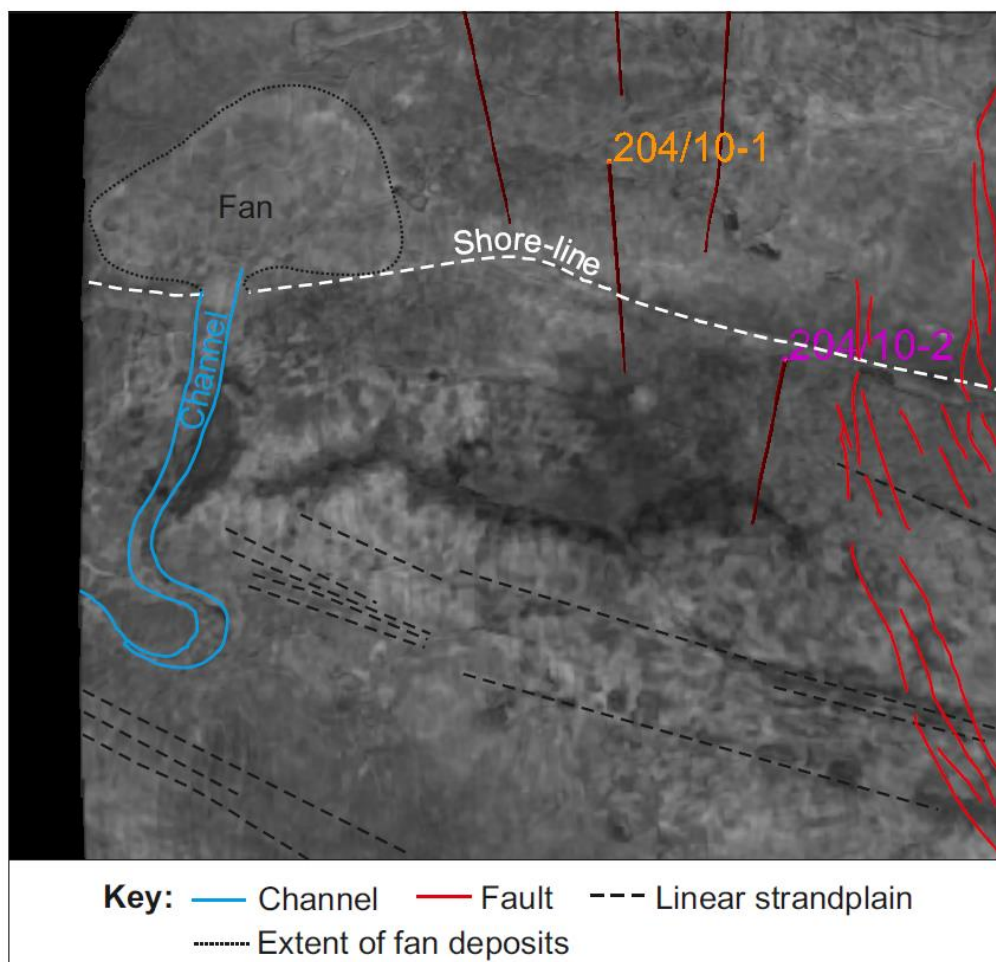 .204/10-1
Fan
Shore-line
.204/10-2
Channel
Key: Channel Fault Linear strandplain
Extent of fan deposits